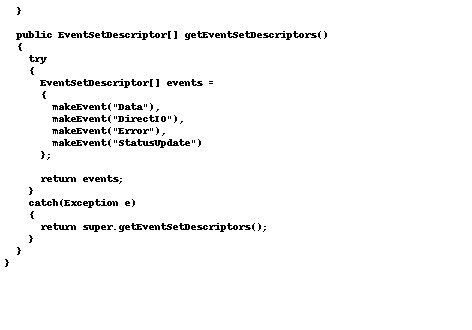 }
public EventSetDescriptor[] getEventSetDescriptors()
{
try
{
EventSetDescriptor[] events =
{
makeEvent("Data"),
makeEvent("DirectIO"),
makeEvent("Error"),
makeEvent("StatusUpdate")
};
return events;
}
catch(Exception e)
{
return super.getEventSetDescriptors();
}
}
}